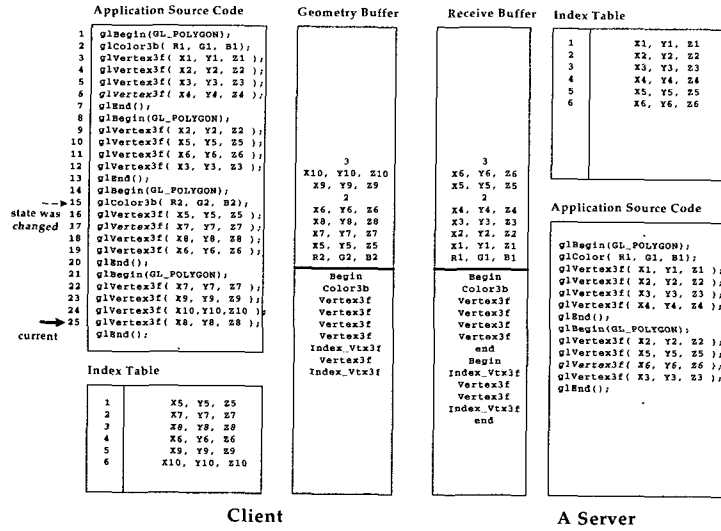 Application Source Code
1 glBegin(GL_POLYGON);
2 glColor3b( R1, G1, B1);
3 glVertex3f( X1, Y1, Z1 );
4 glVertex3f( X2, Y2, Z2 );
5 glVertex3f( X3, Y3, Z3 );
6 glVertex3f( X4, Y4, Z4 );
7 glEnd();
8 glBegin(GL_POLYGON);
9 glVertex3f( X2, Y2, Z2 );
10 glVertex3f( X5, Y5, Z5 );
11 glVertex3f( X6, Y6, Z6 );
12 glVertex3f( X3, Y3, Z3 );
13 glEnd();
14 glBegin(GL_POLYGON);
15 glColor3b( R2, G2, B2);
16 glVertex3f( X5, Y5, Z5 );
17 glVertex3f( X7, Y7, Z7 );
18 glVertex3f( X8, Y8, Z8 );
19 glVertex3f( X6, Y6, Z6 );
20 glEnd();
21 glBegin(GL_POLYGON);
22 glVertex3f( X7, Y7, Z7 );
23 glVertex3f( X9, Y9, Z9 );
24 glVertex3f( X10,Y10,Z10 );
25 glVertex3f( X8, Y8, Z8 );
glEnd();
state was
changed
current
Index Table
1 X5, Y5, Z5
2 X7, Y7, Z7
3 X8, Y8, Z8
4 X6, Y6, Z6
5 X9, Y9, Z9
6 X10, Y10, Z10
Geometry Buffer
3
X10, Y10, Z10
X9, Y9, Z9
2
X6, Y6, Z6
X8, Y8, Z8
X7, Y7, Z7
X5, Y5, Z5
R2, G2, B2
Begin
Color3b
Vertex3f
Vertex3f
Vertex3f
Vertex3f
Index_Vtx3f
Vertex3f
Index_Vtx3f
Receive Buffer
3
X6, Y6, Z6
X5, Y5, Z5
2
X4, Y4, Z4
X3, Y3, Z3
X2, Y2, Z2
X1, Y1, Z1
R1, G1, B1
Begin
Color3b
Vertex3f
Vertex3f
Vertex3f
Vertex3f
end
Begin
Index_Vtx3f
Vertex3f
Vertex3f
Index_Vtx3f
end
Index Table
1 X1, Y1, Z1
2 X2, Y2, Z2
3 X3, Y3, Z3
4 X4, Y4, Z4
5 X5, Y5, Z5
6 X6, Y6, Z6
Application Source Code
glBegin(GL_POLYGON);
glColor( R1, G1, B1);
glVertex3f( X1, Y1, Z1 );
glVertex3f( X2, Y2, Z2 );
glVertex3f( X3, Y3, Z3 );
glVertex3f( X4, Y4, Z4 );
glEnd();
glBegin(GL_POLYGON);
glVertex3f( X2, Y2, Z2 );
glVertex3f( X5, Y5, Z5 );
glVertex3f( X6, Y6, Z6 );
glVertex3f( X3, Y3, Z3 );
glEnd();
Client
A Server